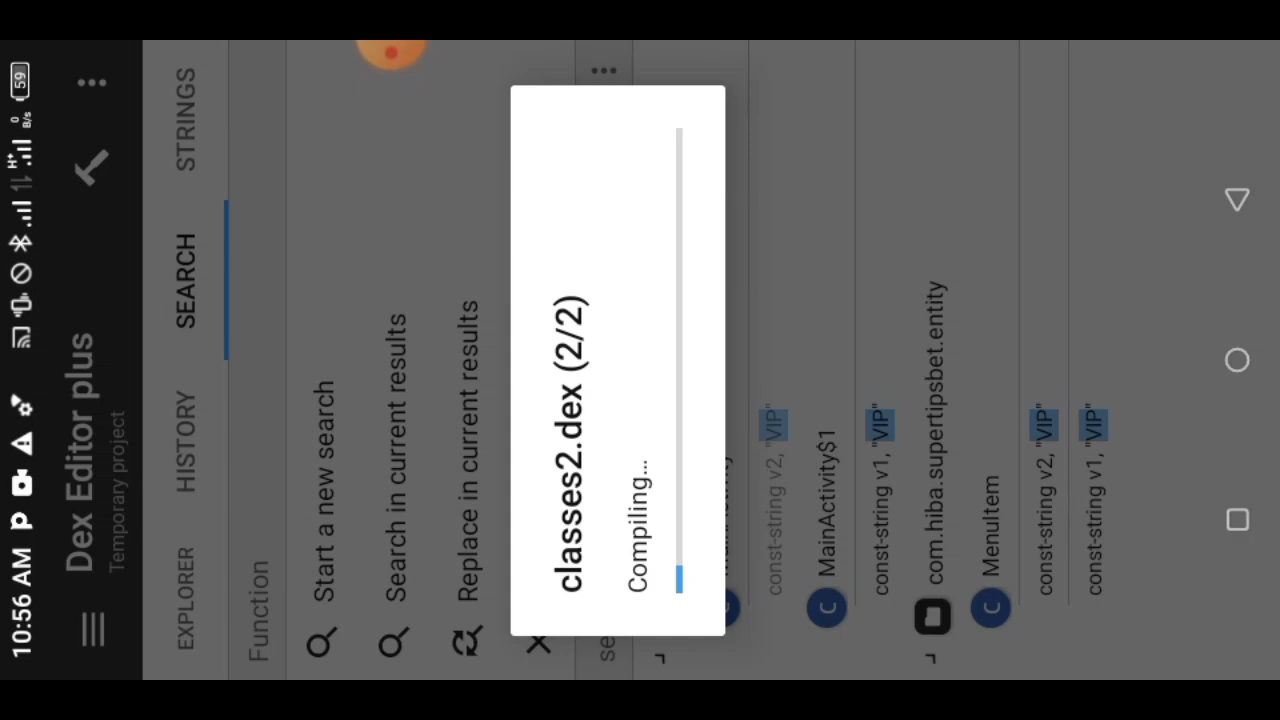 10:56 AM
H+
0
B/s
59
Dex Editor plus
Temporary project
EXPLORER
HISTORY
SEARCH
STRINGS
Function
Start a new search
Search in current results
Replace in current results
classes2.dex (2/2)
Compiling...
const-string v2, "VIP"
C MainActivity$1
const-string v1, "VIP"
com.hiba.supertipsbet.entity
C MenuItem
const-string v2, "VIP"
const-string v1, "VIP"